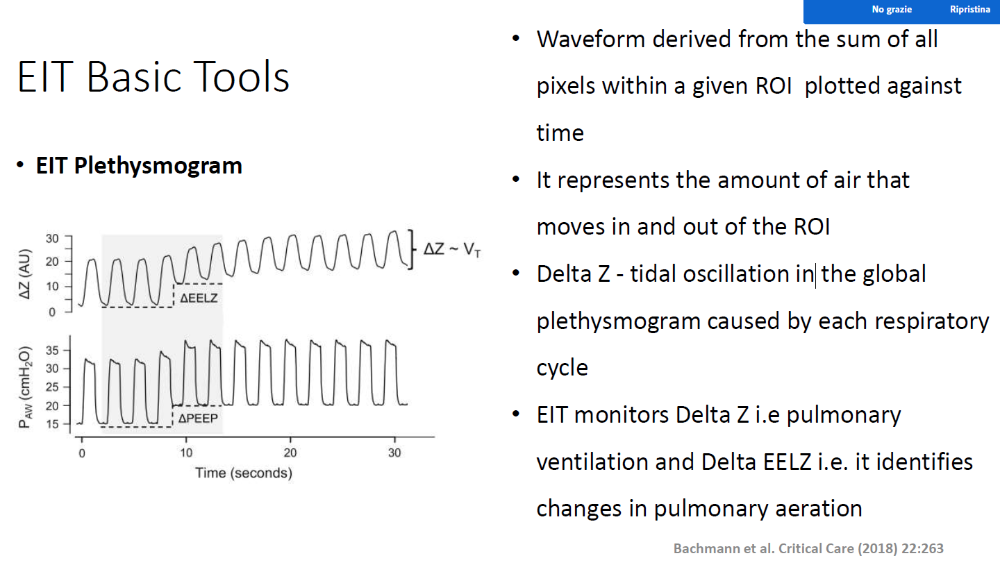 No grazie Ripristina
EIT Basic Tools
• EIT Plethysmogram
ΔZ (AU)
30
20
10
0
ΔEELZ
ΔZ ~ V_T
P_AW (cmH₂O)
35
30
25
20
15
ΔPEEP
0 10 20 30
Time (seconds)
• Waveform derived from the sum of all
pixels within a given ROI plotted against
time
• It represents the amount of air that
moves in and out of the ROI
• Delta Z - tidal oscillation in the global
plethysmogram caused by each respiratory
cycle
• EIT monitors Delta Z i.e pulmonary
ventilation and Delta EELZ i.e. it identifies
changes in pulmonary aeration
Bachmann et al. Critical Care (2018) 22:263